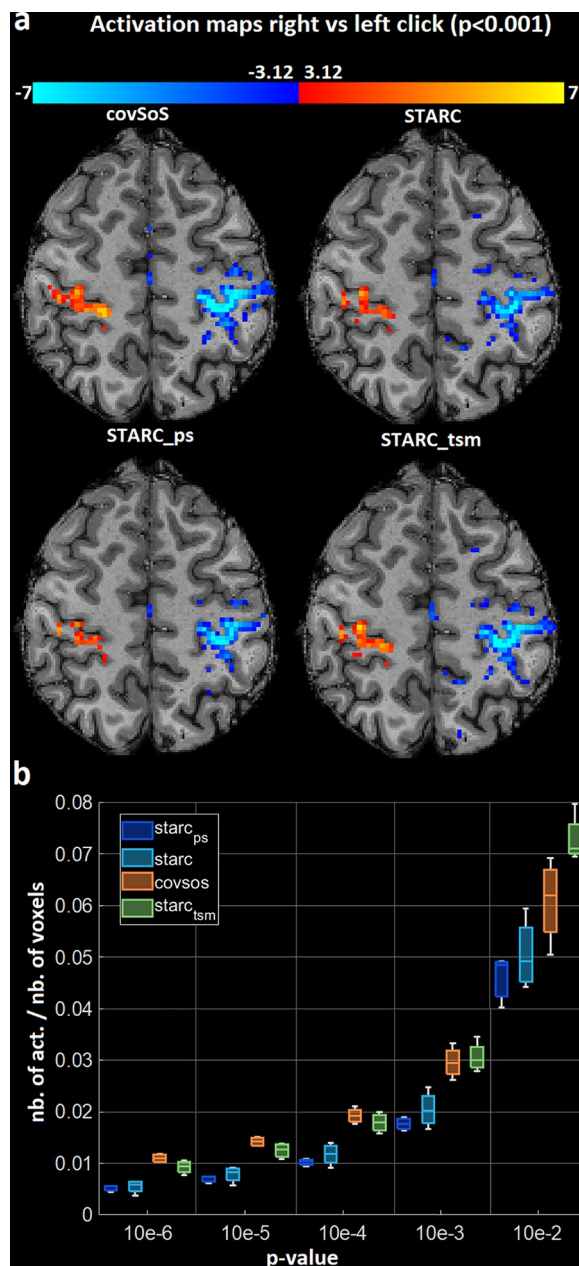 a
Activation maps right vs left click (p<0.001)
-3.12 3.12
-7 7
covSoS STARC
STARC_ps STARC_tsm
b
0.08
0.07
0.06
0.05
0.04
0.03
0.02
0.01
0
nb. of act. / nb. of voxels
starc_ps
starc
covsos
starc_tsm
10e-6 10e-5 10e-4 10e-3 10e-2
p-value